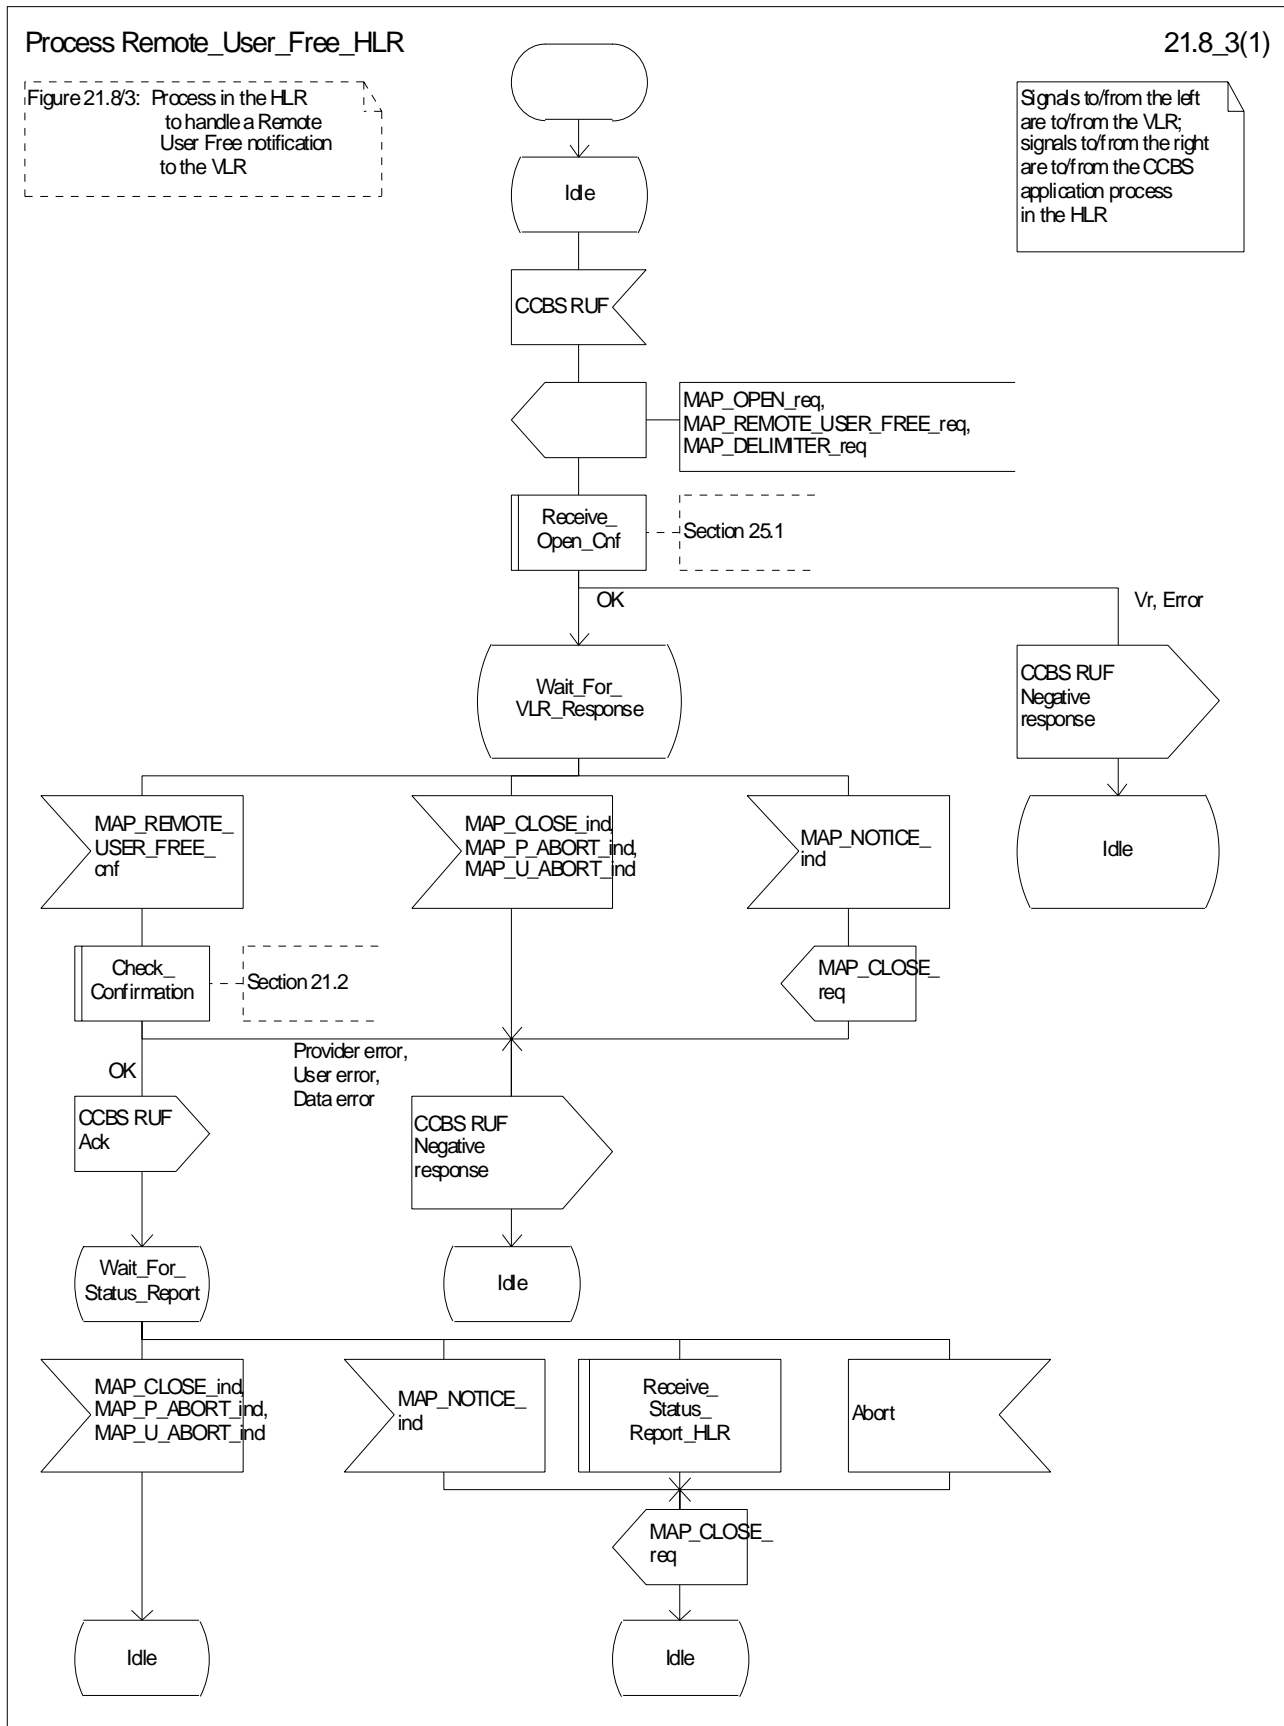 Process Remote_User_Free_HLR
21.8_3(1)
Figure 21.8/3: Process in the HLR
to handle a Remote
User Free notification
to the VLR
Signals to/from the left
are to/from the VLR;
signals to/from the right
are to/from the CCBS
application process
in the HLR
Idle
CCBS RUF
MAP_OPEN_req,
MAP_REMOTE_USER_FREE_req,
MAP_DELIMITER_req
Receive_
Open_Cnf
Section 25.1
OK
Vr, Error
Wait_For_
VLR_Response
CCBS RUF
Negative
response
MAP_REMOTE_
USER_FREE_
cnf
MAP_CLOSE_ind,
MAP_P_ABORT_ind,
MAP_U_ABORT_ind
MAP_NOTICE_
ind
Idle
Check_
Confirmation
Section 21.2
MAP_CLOSE_
req
Provider error,
User error,
Data error
OK
CCBS RUF
Ack
CCBS RUF
Negative
response
Wait_For_
Status_Report
Idle
MAP_CLOSE_ind,
MAP_P_ABORT_ind,
MAP_U_ABORT_ind
MAP_NOTICE_
ind
Receive_
Status_
Report_HLR
Abort
MAP_CLOSE_
req
Idle
Idle